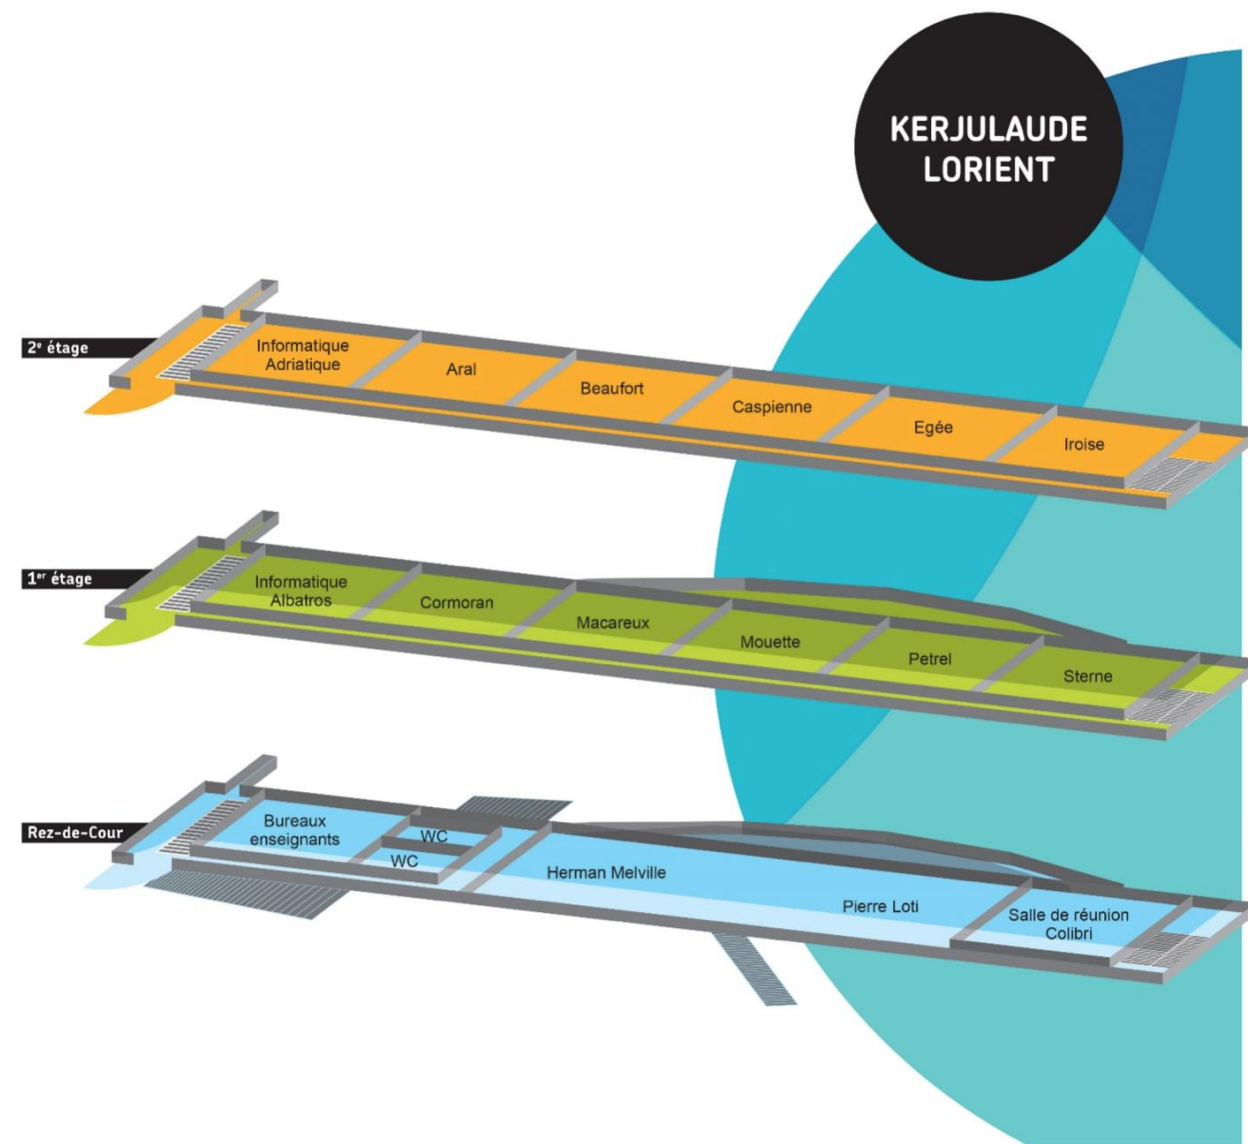 KERJULAUDE
LORIENT
2e étage
Informatique
Adriatique
Aral
Beaufort
Caspienne
Egée
Iroise
1er étage
Informatique
Albatros
Cormoran
Macareux
Mouette
Petrel
Sterne
Rez-de-Cour
Bureaux
enseignants
WC
WC
Herman Melville
Pierre Loti
Salle de réunion
Colibri